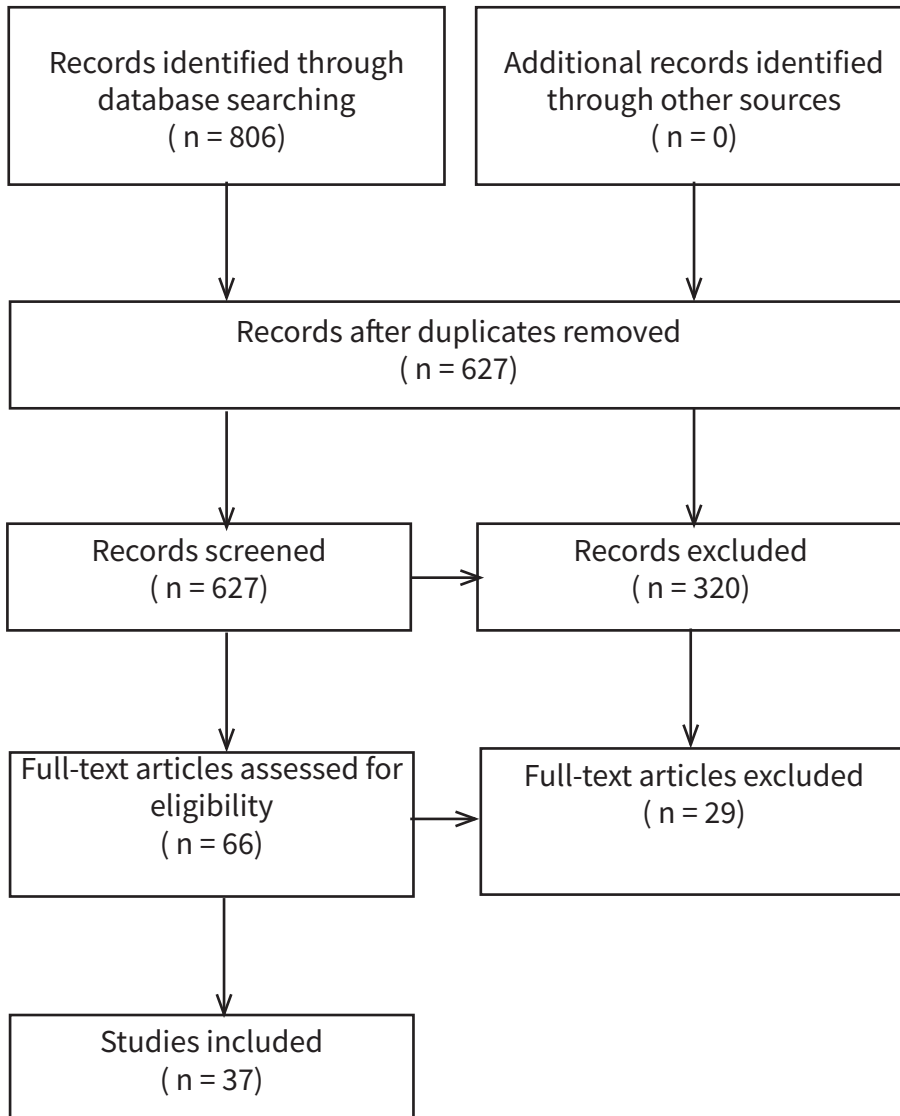 Records identified through
database searching
( n = 806)
Additional records identified
through other sources
( n = 0)
Records after duplicates removed
( n = 627)
Records screened
( n = 627)
Records excluded
( n = 320)
Full-text articles assessed for
eligibility
( n = 66)
Full-text articles excluded
( n = 29)
Studies included
( n = 37)